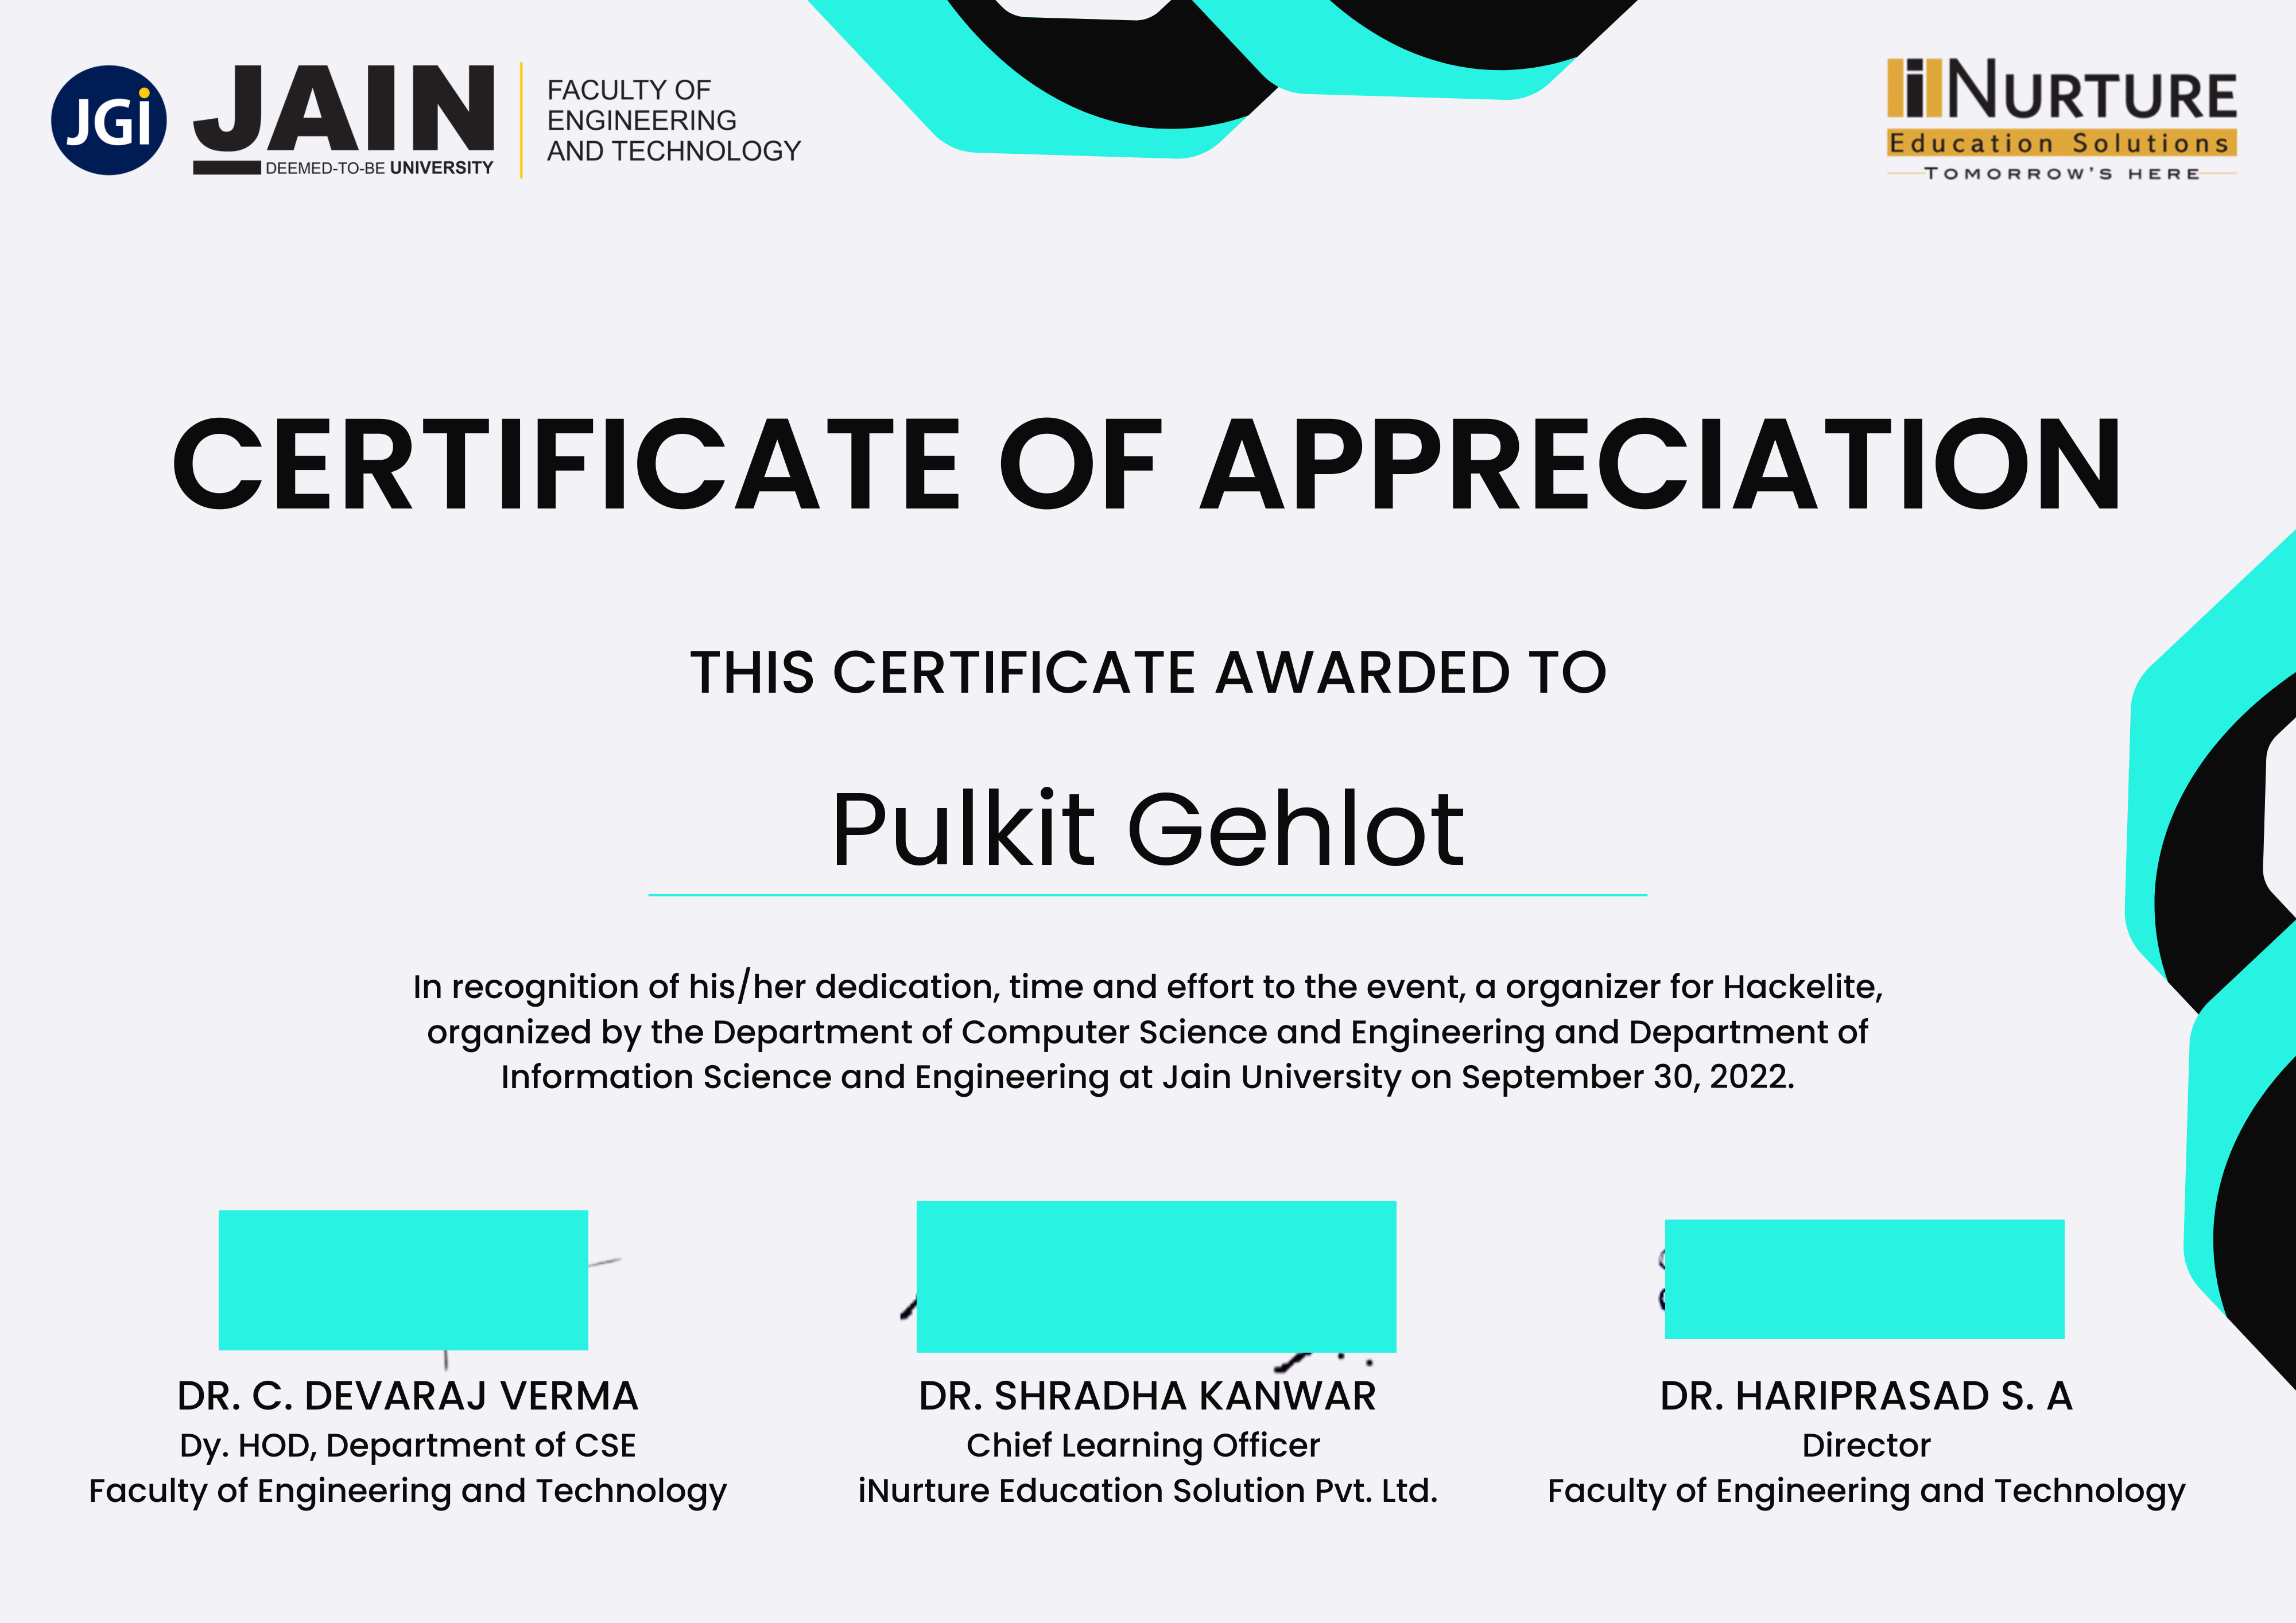 JGi
JAIN
DEEMED-TO-BE UNIVERSITY
FACULTY OF
ENGINEERING
AND TECHNOLOGY
iNURTURE
Education Solutions
TOMORROW'S HERE
CERTIFICATE OF APPRECIATION
THIS CERTIFICATE AWARDED TO
Pulkit Gehlot
In recognition of his/her dedication, time and effort to the event, a organizer for Hackelite,
organized by the Department of Computer Science and Engineering and Department of
Information Science and Engineering at Jain University on September 30, 2022.
DR. C. DEVARAJ VERMA
Dy. HOD, Department of CSE
Faculty of Engineering and Technology
DR. SHRADHA KANWAR
Chief Learning Officer
iNurture Education Solution Pvt. Ltd.
DR. HARIPRASAD S. A
Director
Faculty of Engineering and Technology